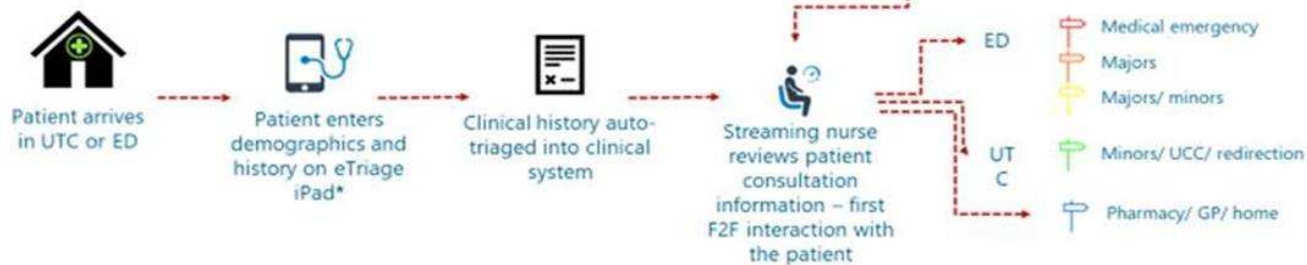 Patient arrives
in UTC or ED
Patient enters
demographics and
history on eTriage
iPad*
Clinical history auto-
triaged into clinical
system
Streaming nurse
reviews patient
consultation
information – first
F2F interaction with
the patient
ED
UT
C
Medical emergency
Majors
Majors/ minors
Minors/ UCC/ redirection
Pharmacy/ GP/ home